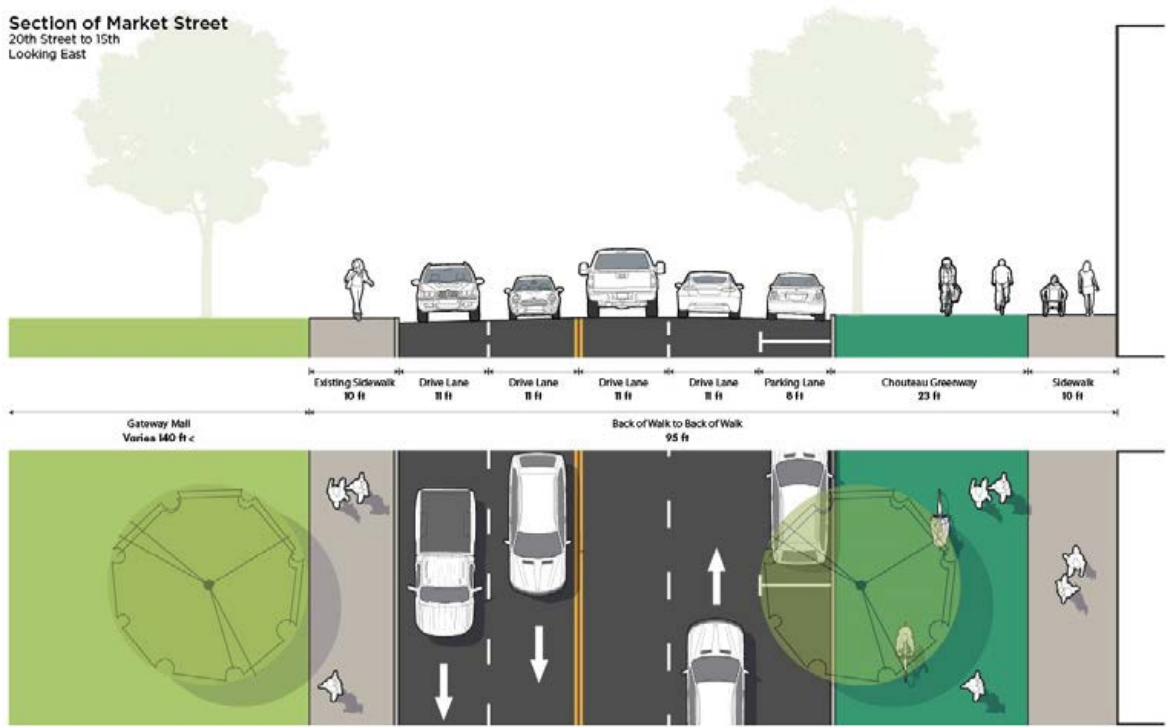 Section of Market Street
20th Street to 15th
Looking East
Existing Sidewalk
10 ft
Drive Lane
11 ft
Drive Lane
11 ft
Drive Lane
11 ft
Drive Lane
11 ft
Parking Lane
8 ft
Chouteau Greenway
23 ft
Sidewalk
10 ft
Gateway Mall
Varies 140 ft <
Back of Walk to Back of Walk
95 ft